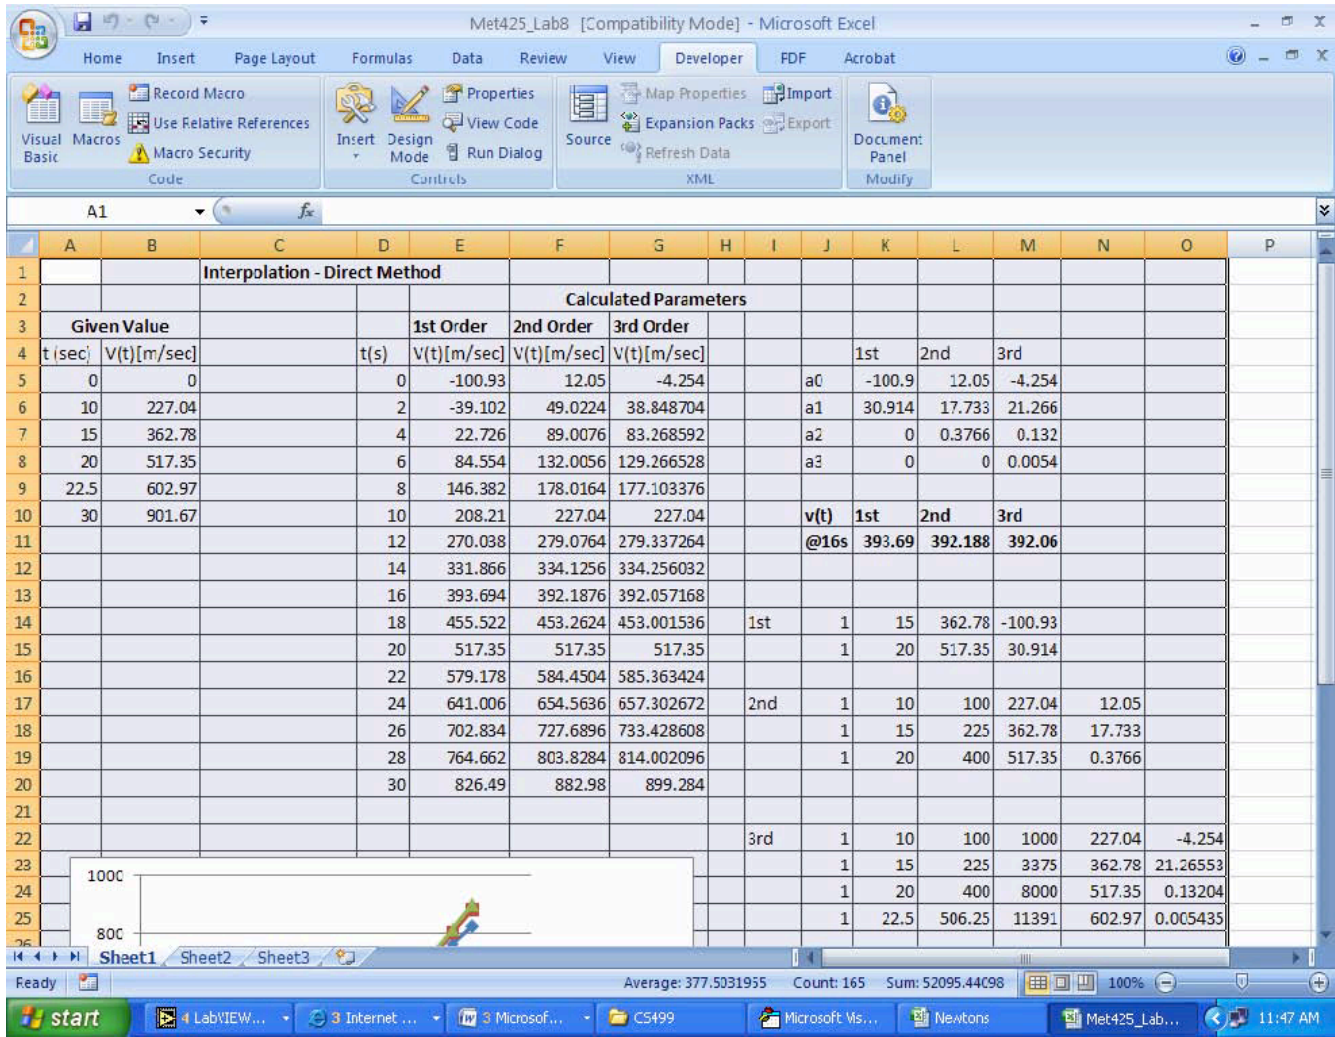 Met425_Lab8 [Compatibility Mode] - Microsoft Excel
Home Insert Page Layout Formulas Data Review View Developer PDF Acrobat
Visual Basic
Macros
Record Macro
Use Relative References
Macro Security
Code
Insert
Design Mode
Properties
View Code
Run Dialog
Controls
Source
Map Properties
Expansion Packs
Refresh Data
Import
Export
XML
Document Panel
Modify
A1 fx
A B C D E F G H I J K L M N O P
1 Interpolation - Direct Method
2 Calculated Parameters
3 Given Value 1st Order 2nd Order 3rd Order
4 t (sec) V(t)[m/sec] t(s) V(t)[m/sec] V(t)[m/sec] V(t)[m/sec] 1st 2nd 3rd
5 0 0 0 -100.93 12.05 -4.254 a0 -100.9 12.05 -4.254
6 10 227.04 2 -39.102 49.0224 38.848704 a1 30.914 17.733 21.266
7 15 362.78 4 22.726 89.0076 83.268592 a2 0 0.3766 0.132
8 20 517.35 6 84.554 132.0056 129.266528 a3 0 0 0.0054
9 22.5 602.97 8 146.382 178.0164 177.103376
10 30 901.67 10 208.21 227.04 227.04 v(t) 1st 2nd 3rd
11 12 270.038 279.0764 279.337264 @16s 393.69 392.188 392.06
12 14 331.866 334.1256 334.256032
13 16 393.694 392.1876 392.057168
14 18 455.522 453.2624 453.001536 1st 1 15 362.78 -100.93
15 20 517.35 517.35 517.35 1 20 517.35 30.914
16 22 579.178 584.4504 585.363424
17 24 641.006 654.5636 657.302672 2nd 1 10 100 227.04 12.05
18 26 702.834 727.6896 733.428608 1 15 225 362.78 17.733
19 28 764.662 803.8284 814.002096 1 20 400 517.35 0.3766
20 30 826.49 882.98 899.284
21
22 3rd 1 10 100 1000 227.04 -4.254
23 1 15 225 3375 362.78 21.26553
24 1 20 400 8000 517.35 0.13204
25 1 22.5 506.25 11391 602.97 0.005435
26
1000
800
Sheet1 Sheet2 Sheet3
Ready Average: 377.5031955 Count: 165 Sum: 52095.44098 100%
start 4 LabVIEW... 3 Internet ... 3 Microsof... CS499 Microsoft Vis... Newtons Met425_Lab... 11:47 AM